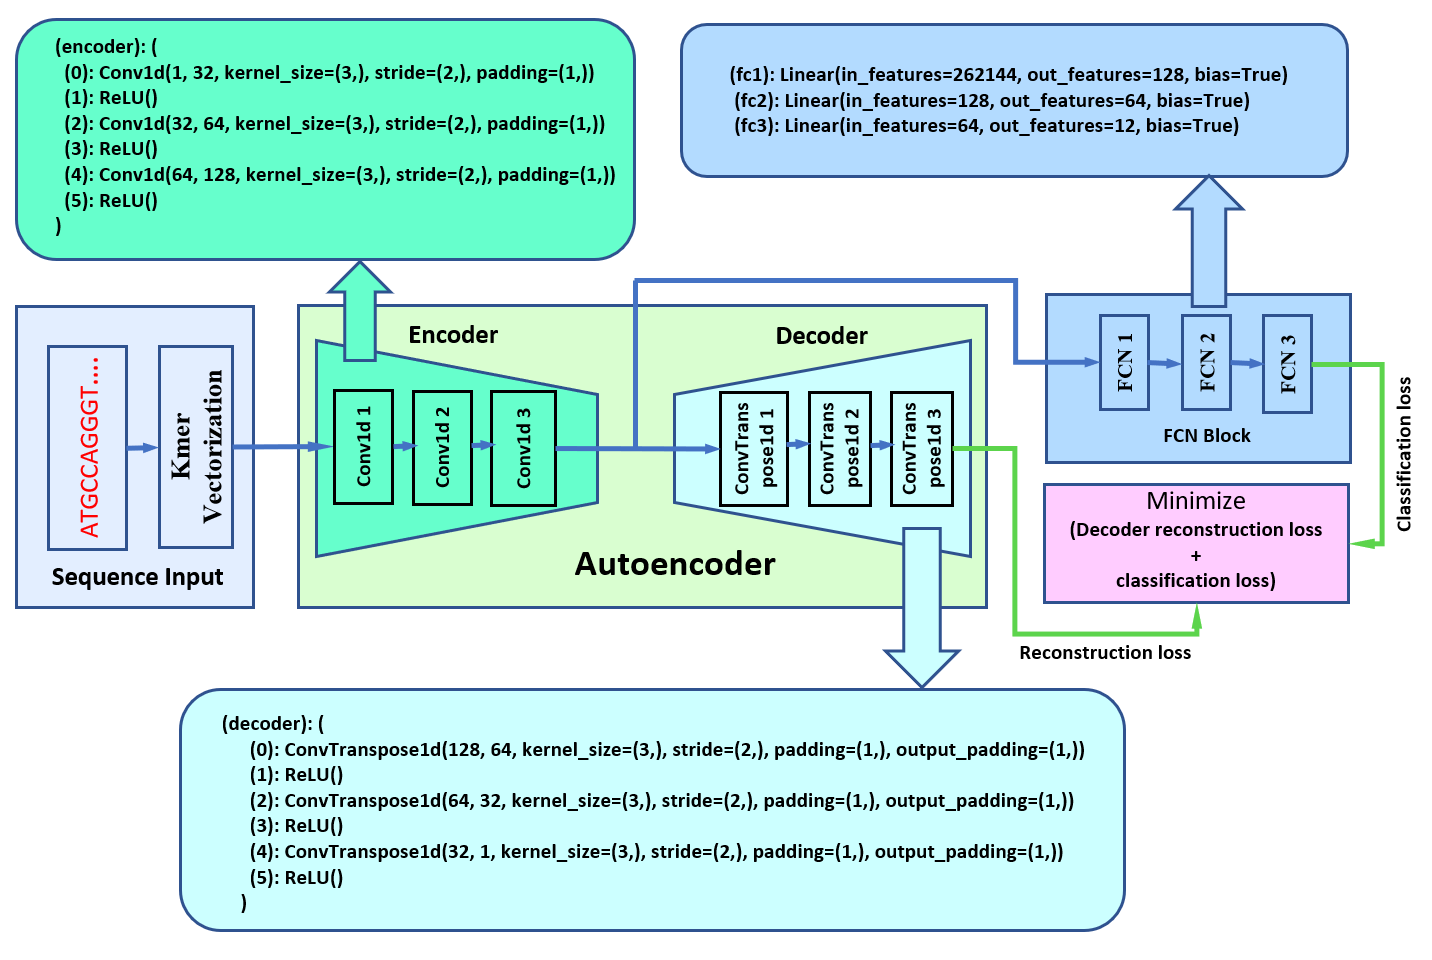 (encoder): (
(0): Conv1d(1, 32, kernel_size=(3,), stride=(2,), padding=(1,))
(1): ReLU()
(2): Conv1d(32, 64, kernel_size=(3,), stride=(2,), padding=(1,))
(3): ReLU()
(4): Conv1d(64, 128, kernel_size=(3,), stride=(2,), padding=(1,))
(5): ReLU()
)
(fc1): Linear(in_features=262144, out_features=128, bias=True)
(fc2): Linear(in_features=128, out_features=64, bias=True)
(fc3): Linear(in_features=64, out_features=12, bias=True)
ATGCCAGGGT....
Kmer
Vectorization
Sequence Input
Encoder
Conv1d 1
Conv1d 2
Conv1d 3
Decoder
ConvTrans
pose1d 1
ConvTrans
pose1d 2
ConvTrans
pose1d 3
Autoencoder
FCN 1
FCN 2
FCN 3
FCN Block
Classification loss
Minimize
(Decoder reconstruction loss
+
classification loss)
Reconstruction loss
(decoder): (
(0): ConvTranspose1d(128, 64, kernel_size=(3,), stride=(2,), padding=(1,), output_padding=(1,))
(1): ReLU()
(2): ConvTranspose1d(64, 32, kernel_size=(3,), stride=(2,), padding=(1,), output_padding=(1,))
(3): ReLU()
(4): ConvTranspose1d(32, 1, kernel_size=(3,), stride=(2,), padding=(1,), output_padding=(1,))
(5): ReLU()
)